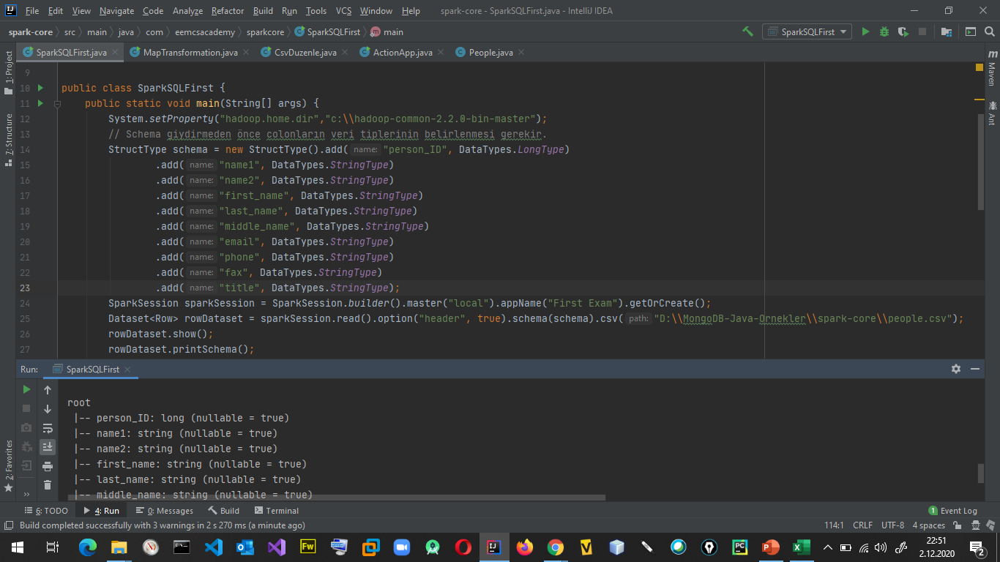 File Edit View Navigate Code Analyze Refactor Build Run Tools VCS Window Help spark-core - SparkSQLFirst.java - IntelliJ IDEA
spark-core src main java com eemcsacademy sparkcore SparkSQLFirst main SparkSQLFirst
SparkSQLFirst.java MapTransformation.java CsvDuzenle.java ActionApp.java People.java
1: Project
7: Structure
2: Favorites
Maven
Ant
9
10 public class SparkSQLFirst {
11 public static void main(String[] args) {
12 System.setProperty("hadoop.home.dir","c:\\hadoop-common-2.2.0-bin-master");
13 // Schema giydirmeden önce colonların veri tiplerinin belirlenmesi gerekir.
14 StructType schema = new StructType().add( name: "person_ID", DataTypes.LongType)
15 .add( name: "name1", DataTypes.StringType)
16 .add( name: "name2", DataTypes.StringType)
17 .add( name: "first_name", DataTypes.StringType)
18 .add( name: "last_name", DataTypes.StringType)
19 .add( name: "middle_name", DataTypes.StringType)
20 .add( name: "email", DataTypes.StringType)
21 .add( name: "phone", DataTypes.StringType)
22 .add( name: "fax", DataTypes.StringType)
23 .add( name: "title", DataTypes.StringType);
24 SparkSession sparkSession = SparkSession.builder().master("local").appName("First Exam").getOrCreate();
25 Dataset<Row> rowDataset = sparkSession.read().option("header", true).schema(schema).csv( path: "D:\\MongoDB-Java-Ornekler\\spark-core\\people.csv");
26 rowDataset.show();
27 rowDataset.printSchema();
Run: SparkSQLFirst
root
|-- person_ID: long (nullable = true)
|-- name1: string (nullable = true)
|-- name2: string (nullable = true)
|-- first_name: string (nullable = true)
|-- last_name: string (nullable = true)
|-- middle_name: string (nullable = true)
6: TODO 4: Run 0: Messages Build Terminal 1 Event Log
Build completed successfully with 3 warnings in 2 s 270 ms (a minute ago) 114:1 CRLF UTF-8 4 spaces
22:51
2.12.2020
2